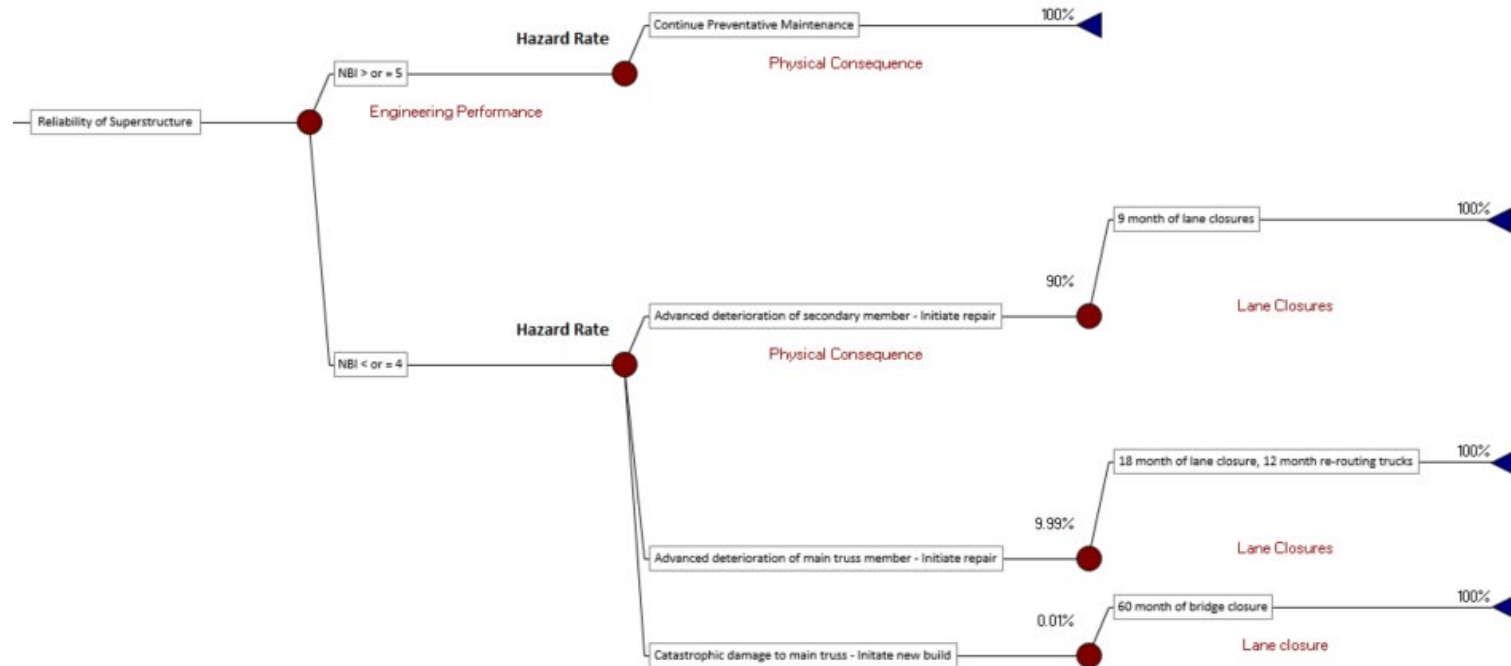 100%
Continue Preventative Maintenance
Hazard Rate
Physical Consequence
NBI > or = 5
Engineering Performance
Reliability of Superstructure
100%
9 month of lane closures
90%
Hazard Rate
Advanced deterioration of secondary member - Initiate repair
Lane Closures
Physical Consequence
NBI < or = 4
100%
18 month of lane closure, 12 month re-routing trucks
9.99%
Advanced deterioration of main truss member - Initiate repair
Lane Closures
100%
60 month of bridge closure
0.01%
Catastrophic damage to main truss - Initate new build
Lane closure